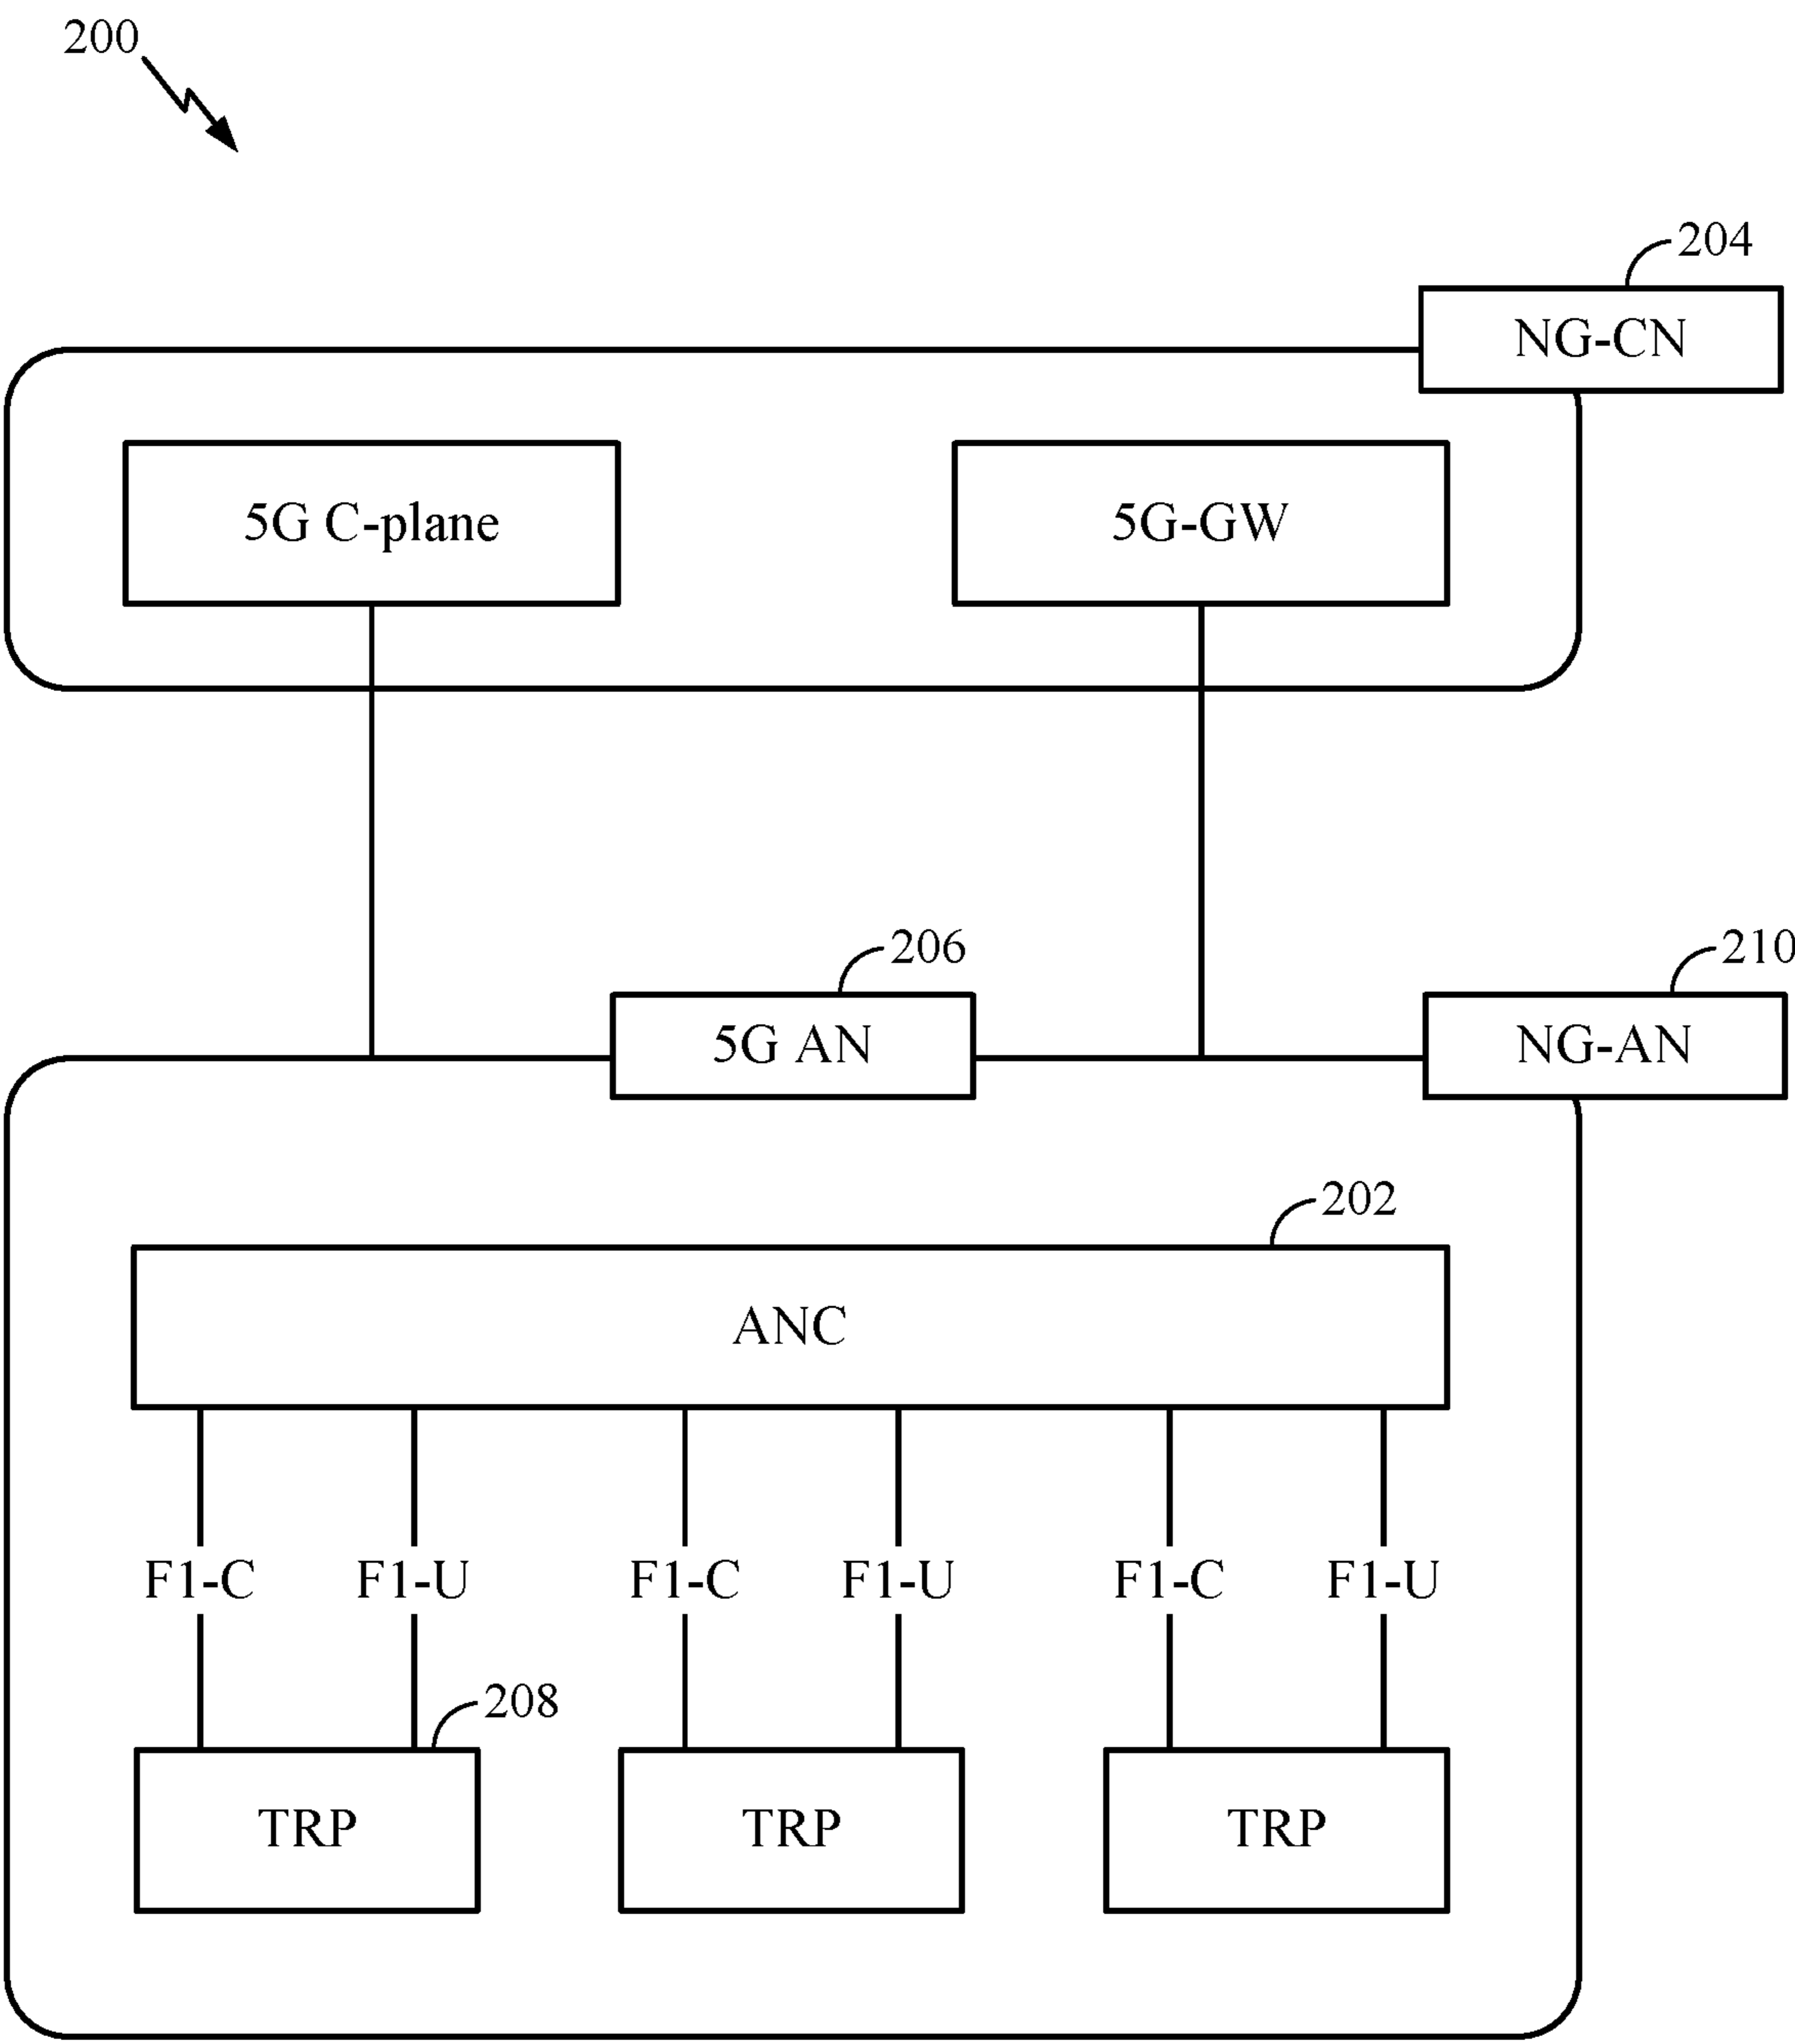 200
204
NG-CN
5G C-plane
5G-GW
206
210
5G AN
NG-AN
202
ANC
F1-C
F1-U
F1-C
F1-U
F1-C
F1-U
208
TRP
TRP
TRP